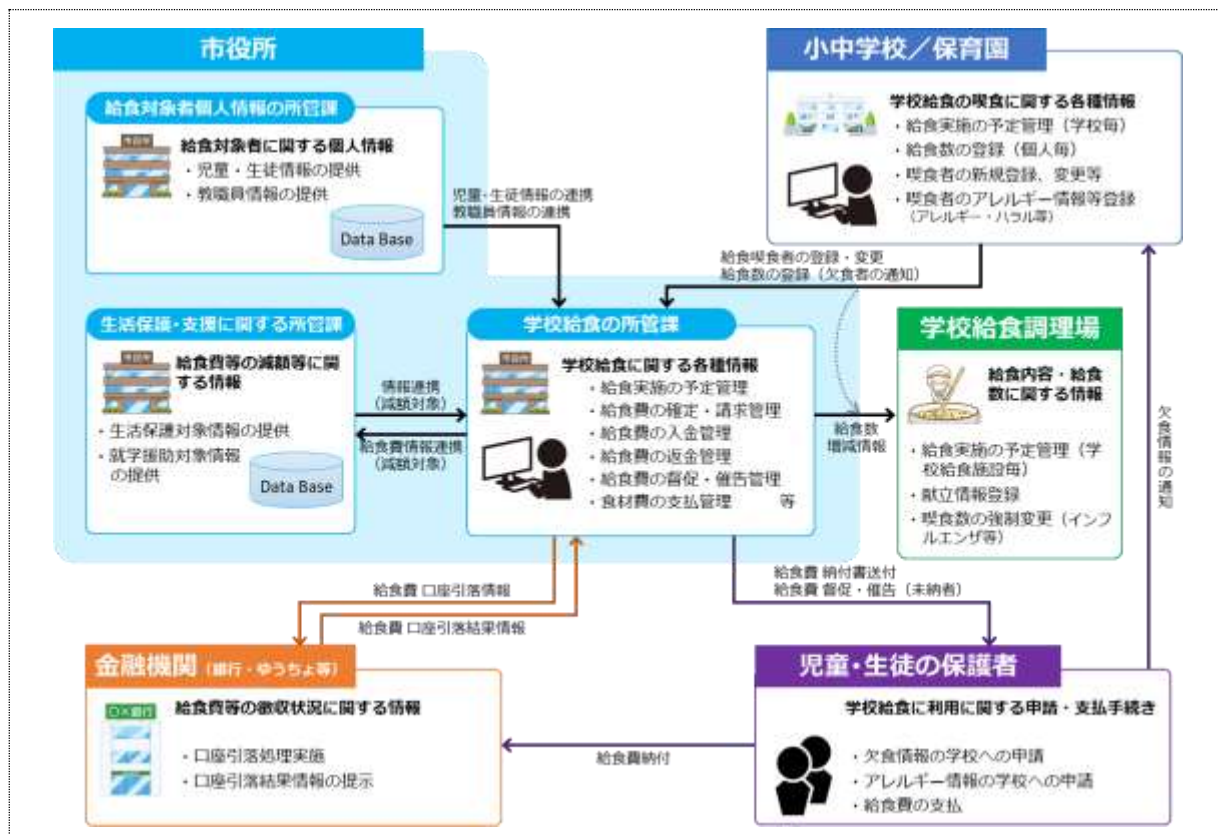 市役所
給食対象者個人情報の所管課
給食対象者に関する個人情報
・児童・生徒情報の提供
・教職員情報の提供
Data Base
児童・生徒情報の連携
教職員情報の連携
小中学校／保育園
学校給食の喫食に関する各種情報
・給食実施の予定管理（学校毎）
・給食数の登録（個人毎）
・喫食者の新規登録、変更等
・喫食者のアレルギー情報等登録
（アレルギー・ハラル等）
給食喫食者の登録・変更
給食数の登録（欠食者の通知）
生活保護・支援に関する所管課
給食費等の減額等に関
する情報
・生活保護対象情報の提供
・就学援助対象情報
の提供
Data Base
情報連携
（減額対象）
給食費情報連携
（減額対象）
学校給食の所管課
学校給食に関する各種情報
・給食実施の予定管理
・給食費の確定・請求管理
・給食費の入金管理
・給食費の返金管理
・給食費の督促・催告管理
・食材費の支払管理　　等
給食数
増減情報
学校給食調理場
給食内容・給食
数に関する情報
・給食実施の予定管理（学
校給食施設毎）
・献立情報登録
・喫食数の強制変更（インフ
ルエンザ等）
欠食情報の通知
給食費 口座引落情報
給食費 口座引落結果情報
給食費 納付書送付
給食費 督促・催告（未納者）
金融機関（銀行・ゆうちょ等）
〇×銀行
給食費等の徴収状況に関する情報
・口座引落処理実施
・口座引落結果情報の提示
給食費納付
児童・生徒の保護者
学校給食に利用に関する申請・支払手続き
・欠食情報の学校への申請
・アレルギー情報の学校への申請
・給食費の支払